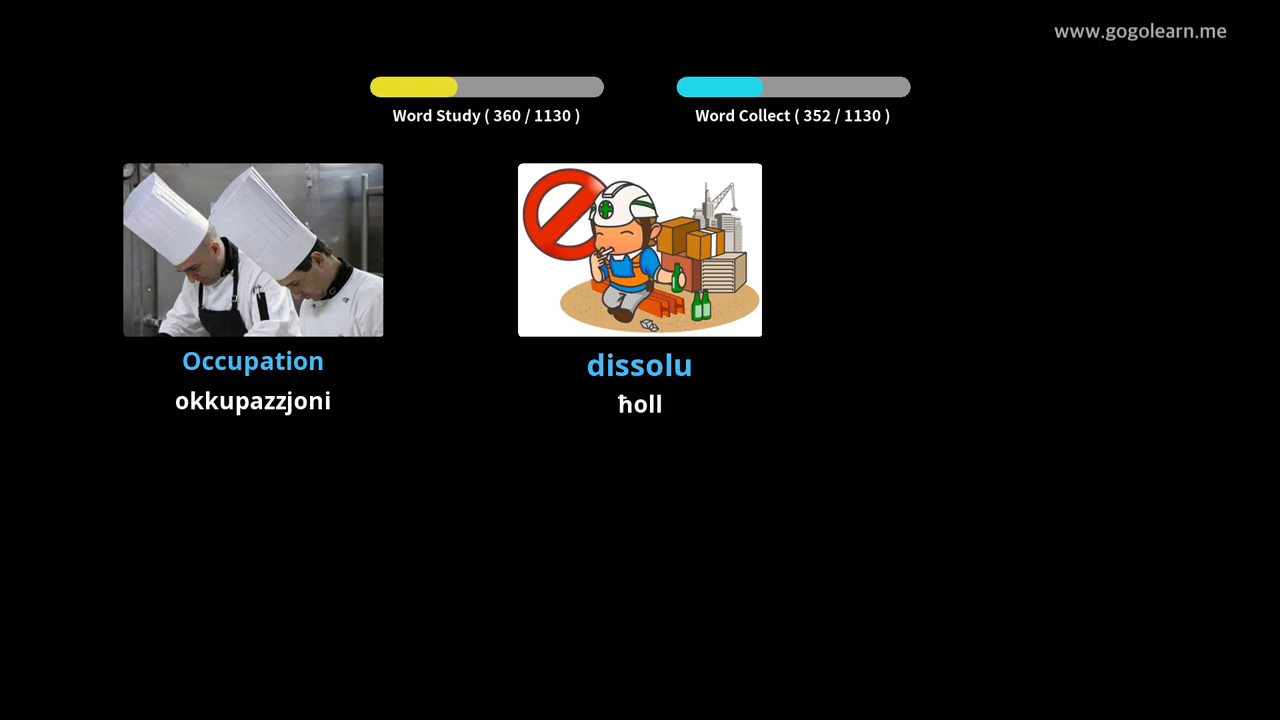 www.gogolearn.me
Word Study ( 360 / 1130 )
Word Collect ( 352 / 1130 )
Occupation
okkupazzjoni
dissolu
ħoll